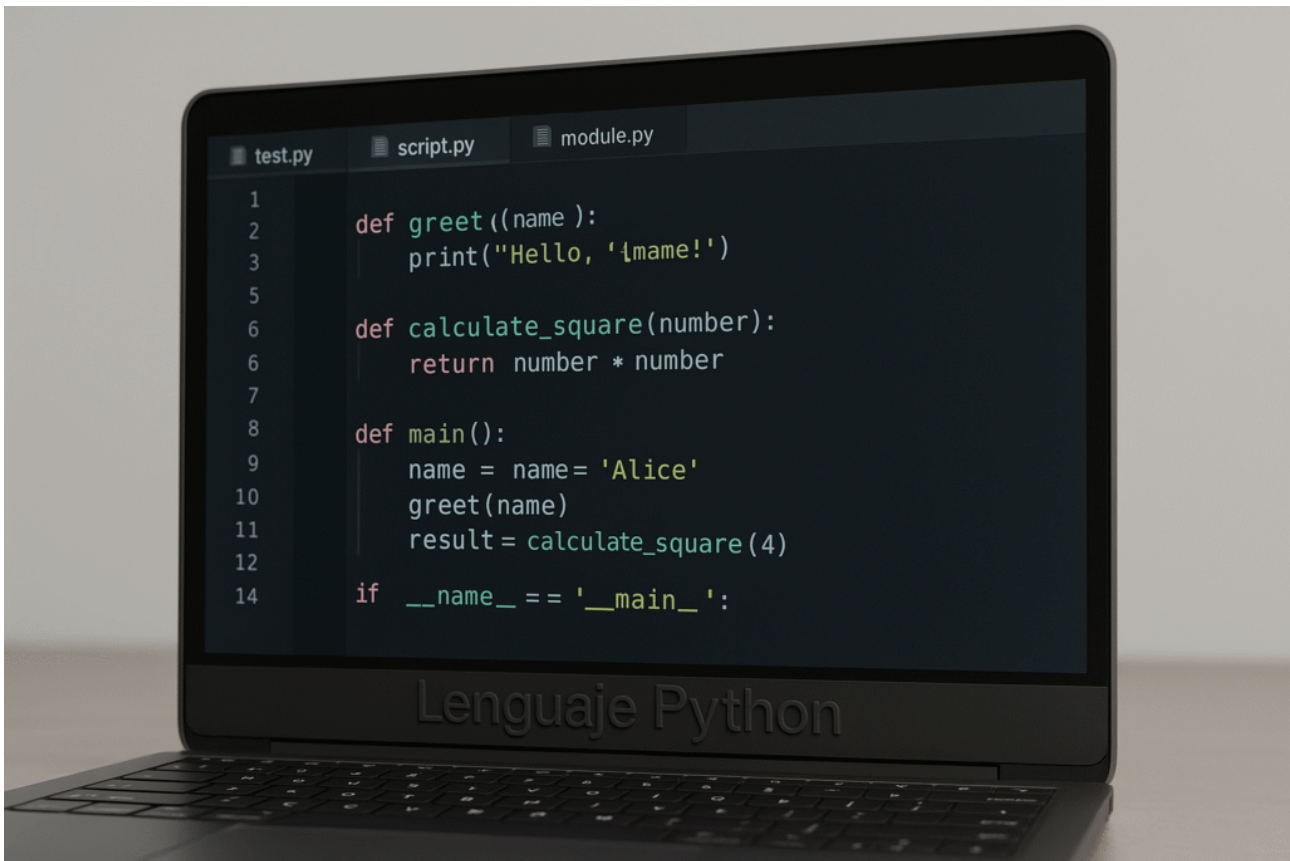 test.py script.py module.py
1
2 def greet ((name ):
3 print("Hello, '{mame!')
5
6 def calculate_square(number):
6 return number * number
7
8 def main():
9 name = name= 'Alice'
10 greet(name)
11 result = calculate_square(4)
12
14 if __name_ == '__main_ ':
Lenguaje Python